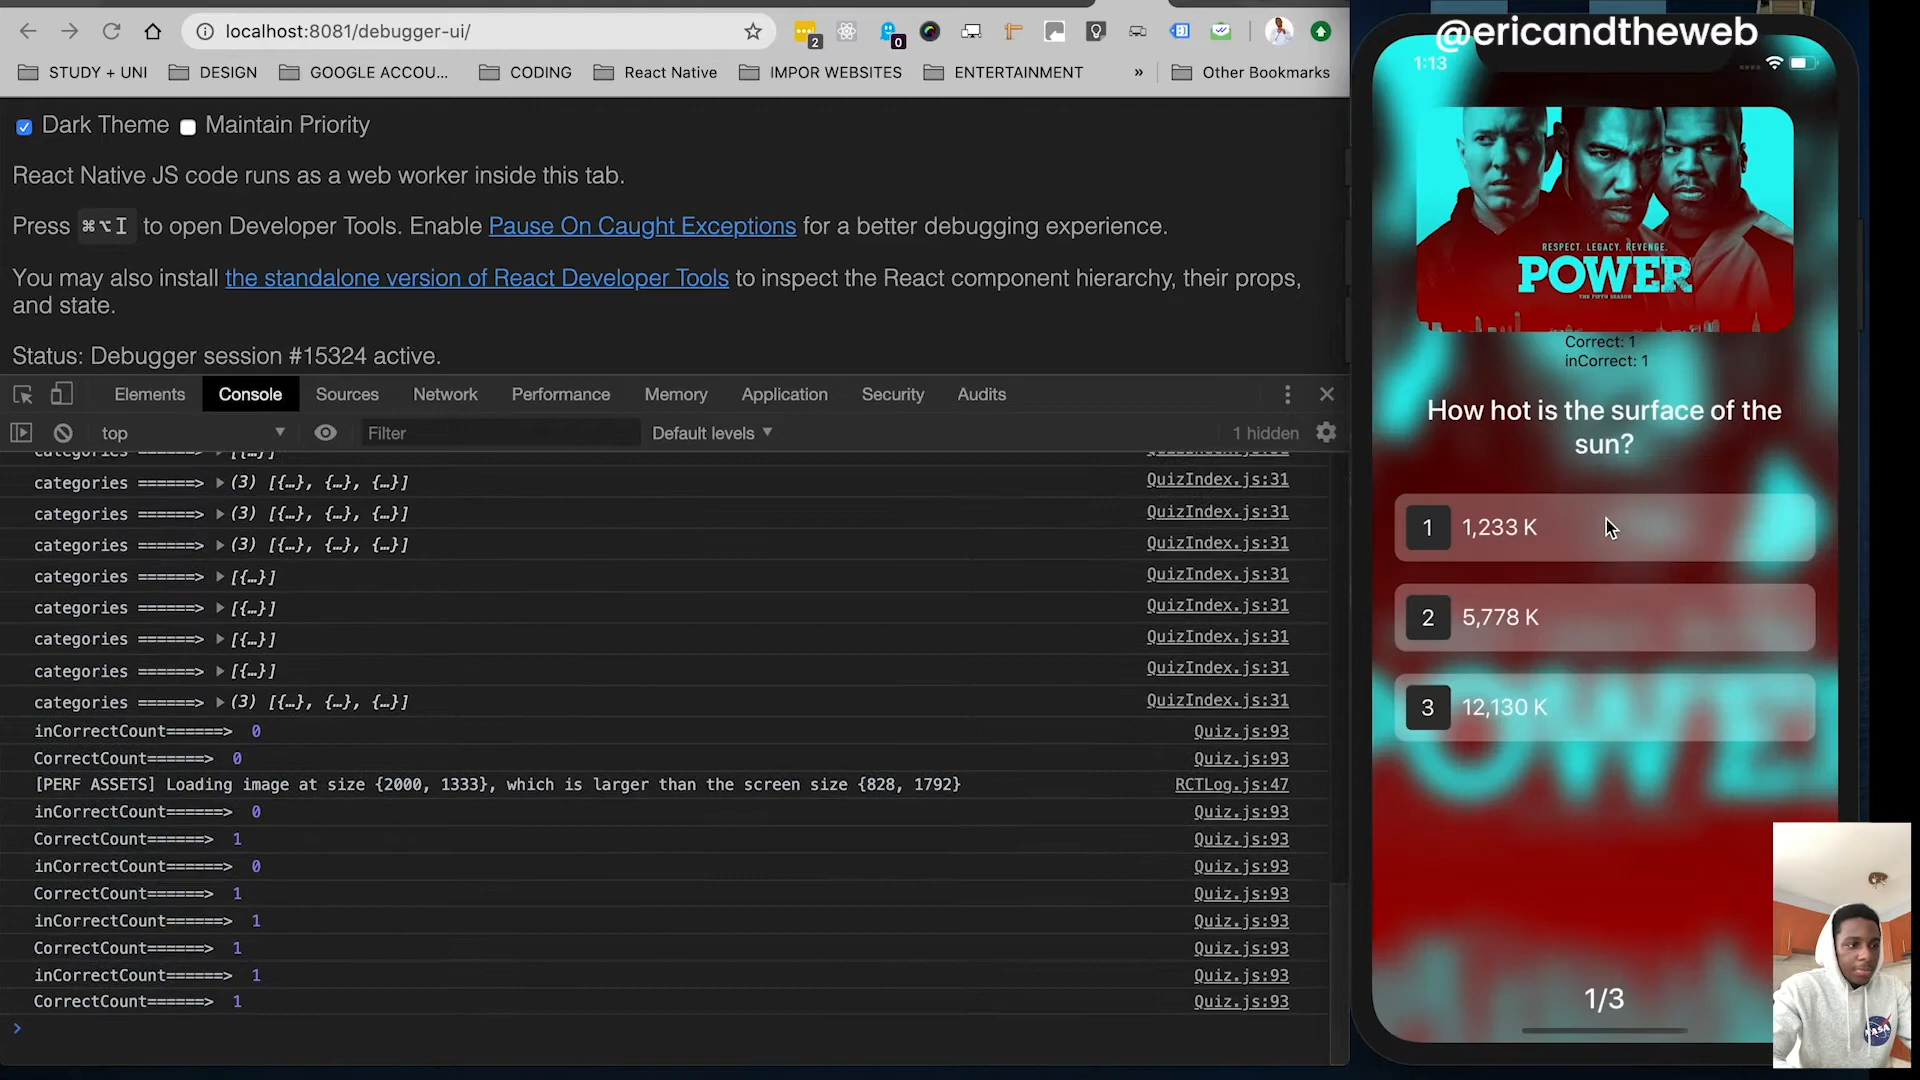 localhost:8081/debugger-ui/
2
0
STUDY + UNI
DESIGN
GOOGLE ACCOU...
CODING
React Native
IMPOR WEBSITES
ENTERTAINMENT
»
Other Bookmarks
Dark Theme Maintain Priority
React Native JS code runs as a web worker inside this tab.
Press ⌘⌥I to open Developer Tools. Enable Pause On Caught Exceptions for a better debugging experience.
You may also install the standalone version of React Developer Tools to inspect the React component hierarchy, their props,
and state.
Status: Debugger session #15324 active.
Elements Console Sources Network Performance Memory Application Security Audits
top Filter Default levels 1 hidden
categories ======> [{…}] QuizIndex.js:31
categories ======> (3) [{…}, {…}, {…}] QuizIndex.js:31
categories ======> (3) [{…}, {…}, {…}] QuizIndex.js:31
categories ======> (3) [{…}, {…}, {…}] QuizIndex.js:31
categories ======> [{…}] QuizIndex.js:31
categories ======> [{…}] QuizIndex.js:31
categories ======> [{…}] QuizIndex.js:31
categories ======> [{…}] QuizIndex.js:31
categories ======> (3) [{…}, {…}, {…}] QuizIndex.js:31
inCorrectCount======> 0 Quiz.js:93
CorrectCount======> 0 Quiz.js:93
[PERF ASSETS] Loading image at size {2000, 1333}, which is larger than the screen size {828, 1792} RCTLog.js:47
inCorrectCount======> 0 Quiz.js:93
CorrectCount======> 1 Quiz.js:93
inCorrectCount======> 0 Quiz.js:93
CorrectCount======> 1 Quiz.js:93
inCorrectCount======> 1 Quiz.js:93
CorrectCount======> 1 Quiz.js:93
inCorrectCount======> 1 Quiz.js:93
CorrectCount======> 1 Quiz.js:93
@ericandtheweb
1:13
RESPECT. LEGACY. REVENGE.
POWER
THE FIFTH SEASON
Correct: 1
inCorrect: 1
How hot is the surface of the
sun?
1 1,233 K
2 5,778 K
3 12,130 K
1/3
NASA